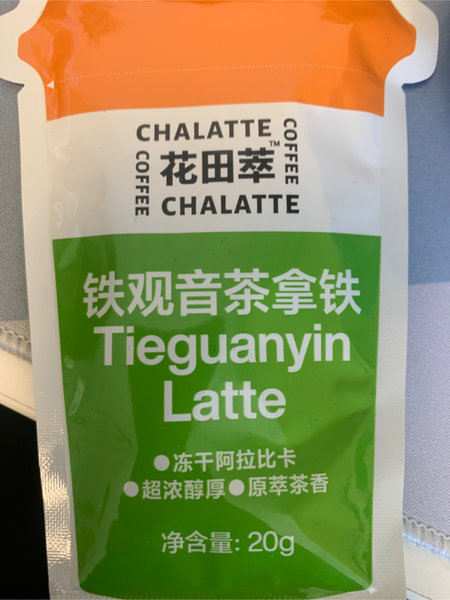 CHALATTE
COFFEE
COFFEE
花田萃™
CHALATTE
铁观音茶拿铁
Tieguanyin
Latte
●冻干阿拉比卡
●超浓醇厚 ●原萃茶香
净含量: 20g